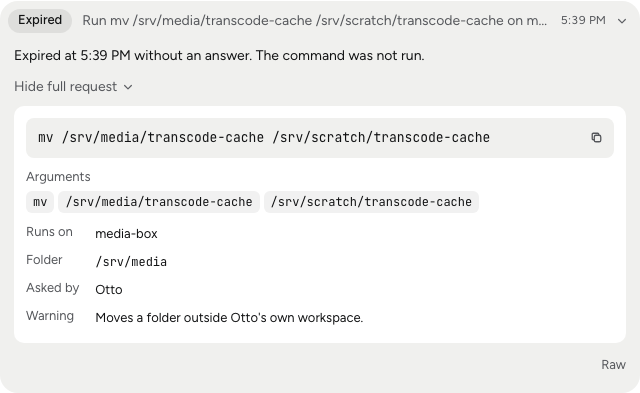 Expired Run mv /srv/media/transcode-cache /srv/scratch/transcode-cache on m... 5:39 PM
Expired at 5:39 PM without an answer. The command was not run.
Hide full request
mv /srv/media/transcode-cache /srv/scratch/transcode-cache
Arguments
mv /srv/media/transcode-cache /srv/scratch/transcode-cache
Runs on media-box
Folder /srv/media
Asked by Otto
Warning Moves a folder outside Otto's own workspace.
Raw